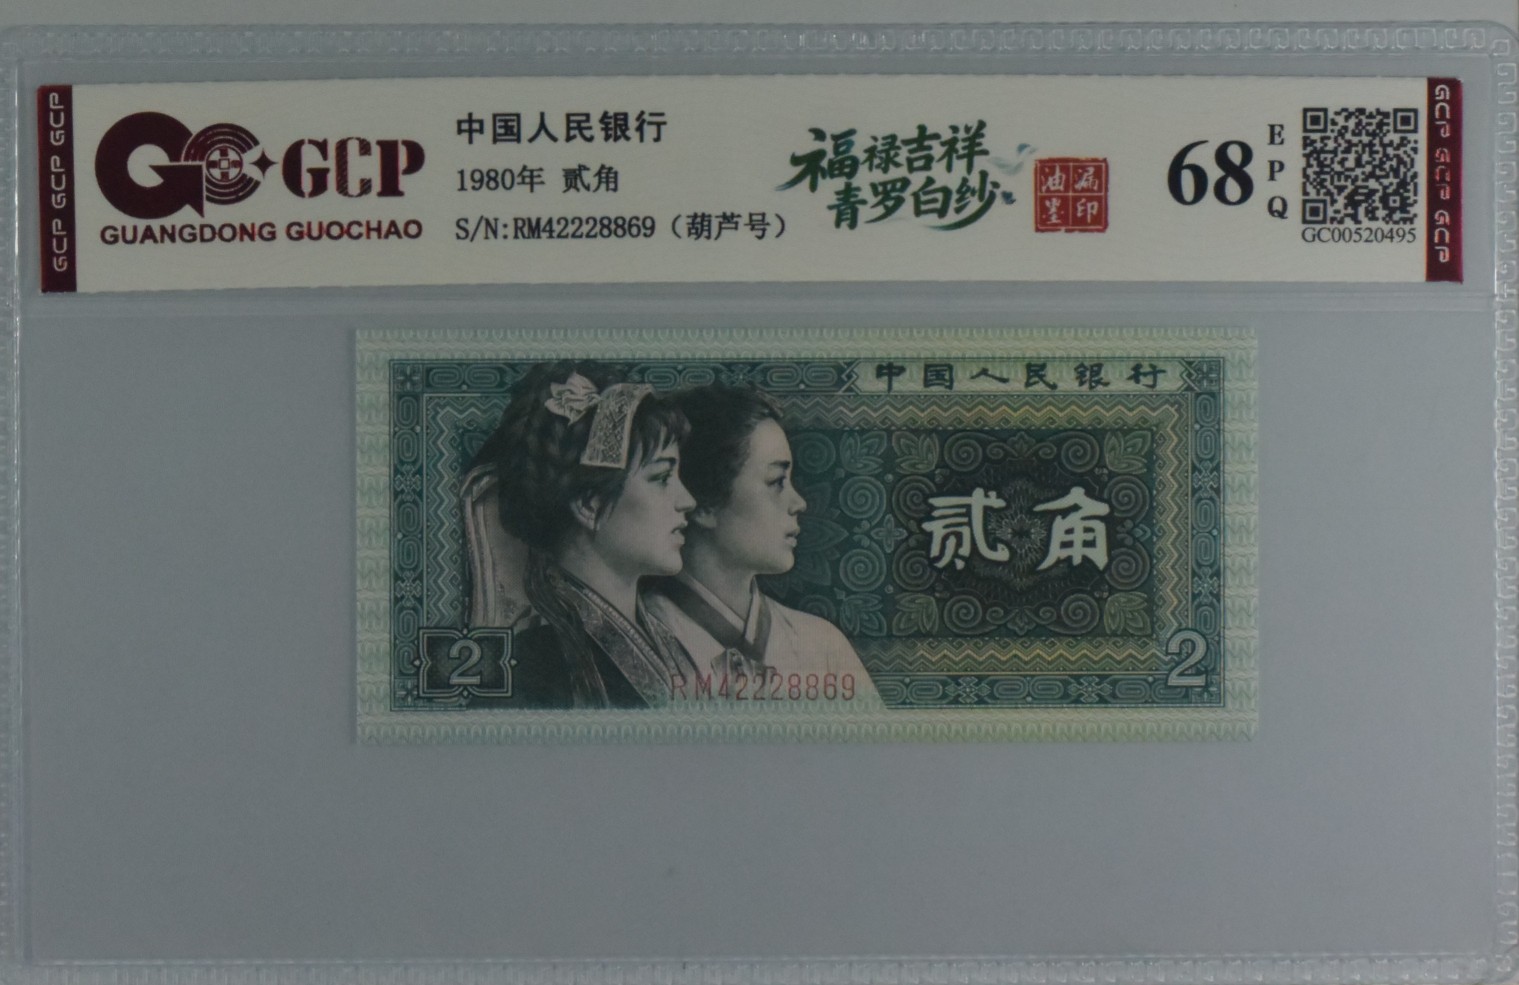 GCP GCP GCP
GCP
GUANGDONG GUOCHAO
中国人民银行
1980年 贰角
S/N:RM42228869（葫芦号）
福禄吉祥
青罗白纱
油漏
墨印
68
EPQ
GC00520495
GCP GCP GCP
中国人民银行
贰角
2
2
RM42228869